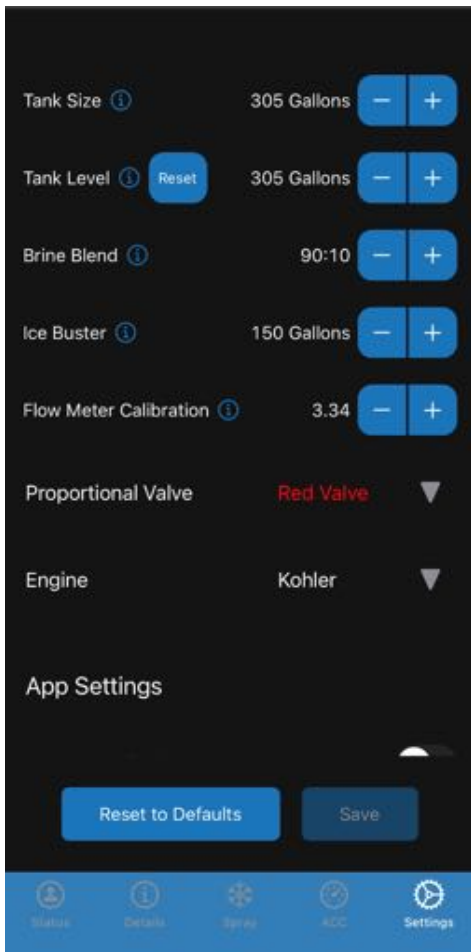 Tank Size 305 Gallons − +
Tank Level Reset 305 Gallons − +
Brine Blend 90:10 − +
Ice Buster 150 Gallons − +
Flow Meter Calibration 3.34 − +
Proportional Valve Red Valve
Engine Kohler
App Settings
Reset to Defaults Save
Status Details Spray ACC Settings